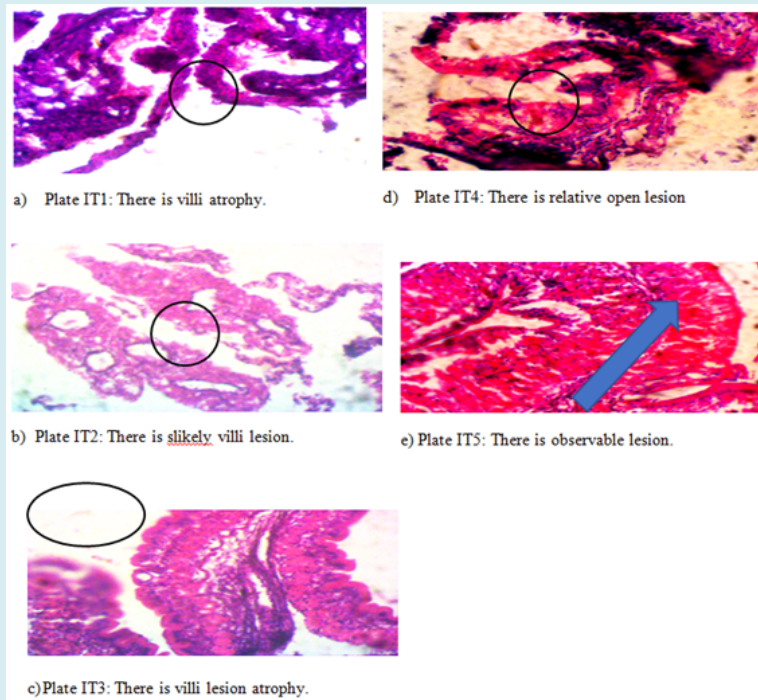 a) Plate IT1: There is villi atrophy.
d) Plate IT4: There is relative open lesion
b) Plate IT2: There is slikely villi lesion.
e) Plate IT5: There is observable lesion.
c) Plate IT3: There is villi lesion atrophy.